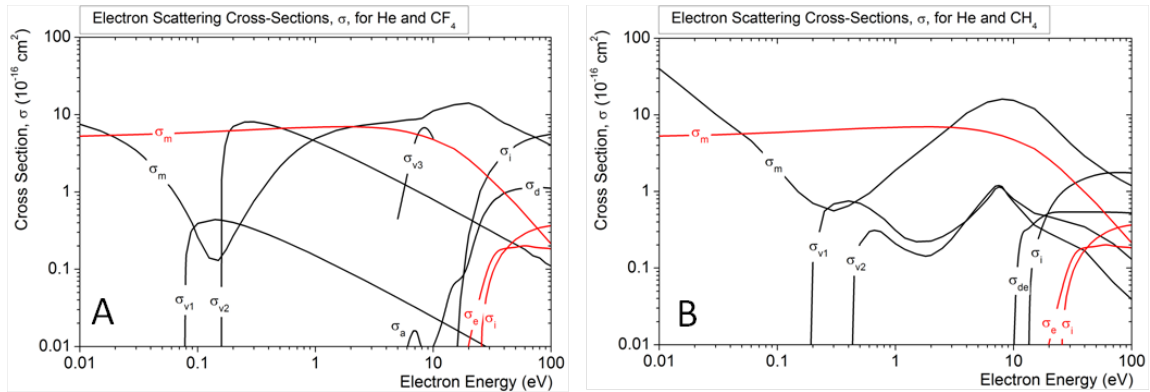 Electron Scattering Cross-Sections, σ, for He and CF₄
Cross Section, σ (10⁻¹⁶ cm²)
100
10
1
0.1
0.01
σₘ
σₘ
σᵥ₃
σᵢ
σ_d
σᵥ₁
σᵥ₂
σₐ
σₑ
σᵢ
A
0.01
0.1
1
10
100
Electron Energy (eV)
Electron Scattering Cross-Sections, σ, for He and CH₄
Cross Section, σ (10⁻¹⁶ cm²)
100
10
1
0.1
0.01
σₘ
σₘ
σᵥ₁
σᵥ₂
σᵢ
σ_de
σₑ
σᵢ
B
0.01
0.1
1
10
100
Electron Energy (eV)